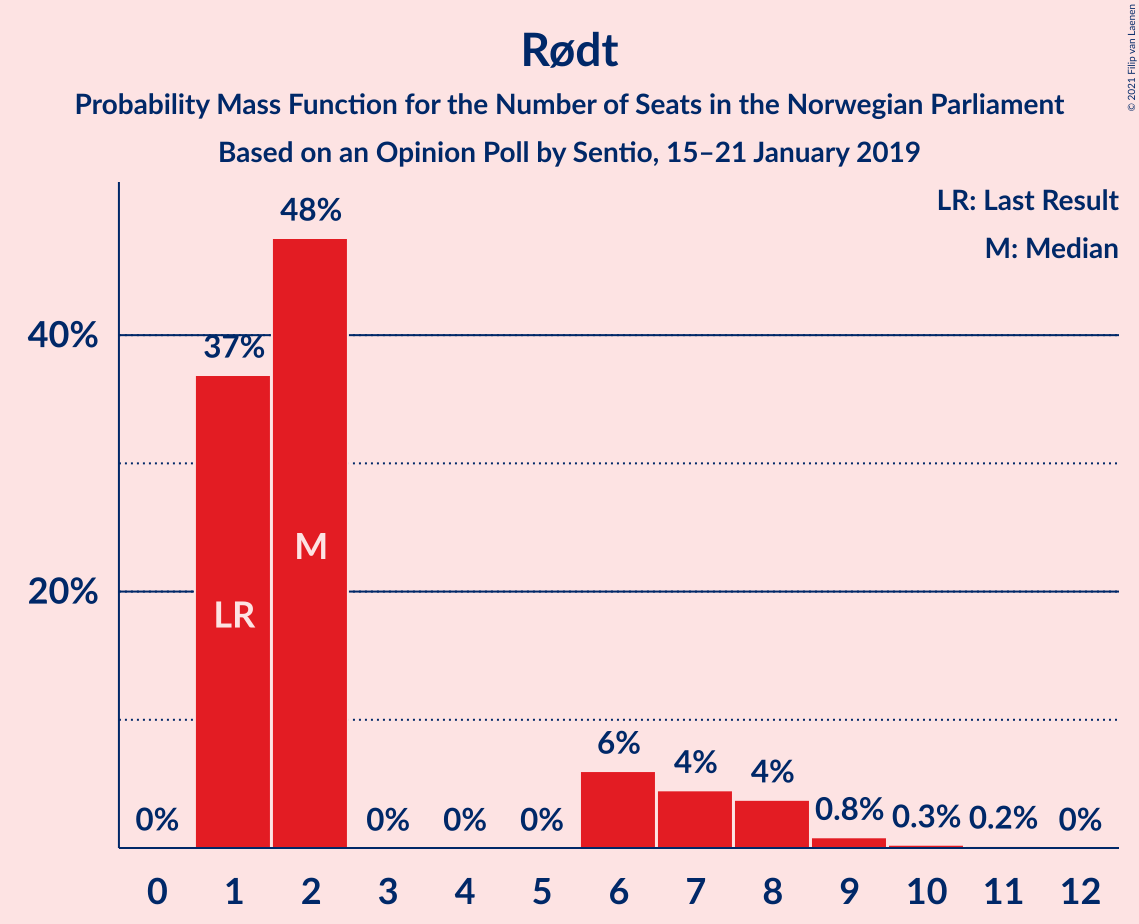 Rødt
Probability Mass Function for the Number of Seats in the Norwegian Parliament
Based on an Opinion Poll by Sentio, 15–21 January 2019
© 2021 Filip van Laenen
LR: Last Result
M: Median
40%
20%
0%
37%
48%
0%
0%
0%
6%
4%
4%
0.8%
0.3%
0.2%
0%
LR
M
0 1 2 3 4 5 6 7 8 9 10 11 12